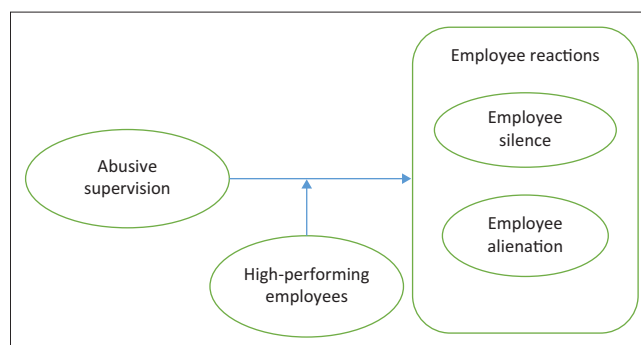 Employee reactions
Employee
silence
Abusive
supervision
Employee
alienation
High-performing
employees